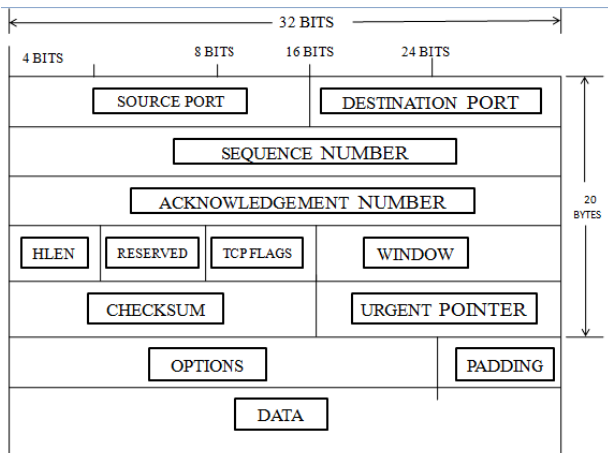 32 BITS
4 BITS 8 BITS 16 BITS 24 BITS
SOURCE PORT DESTINATION PORT
SEQUENCE NUMBER
ACKNOWLEDGEMENT NUMBER
20
BYTES
HLEN RESERVED TCP FLAGS WINDOW
CHECKSUM URGENT POINTER
OPTIONS PADDING
DATA